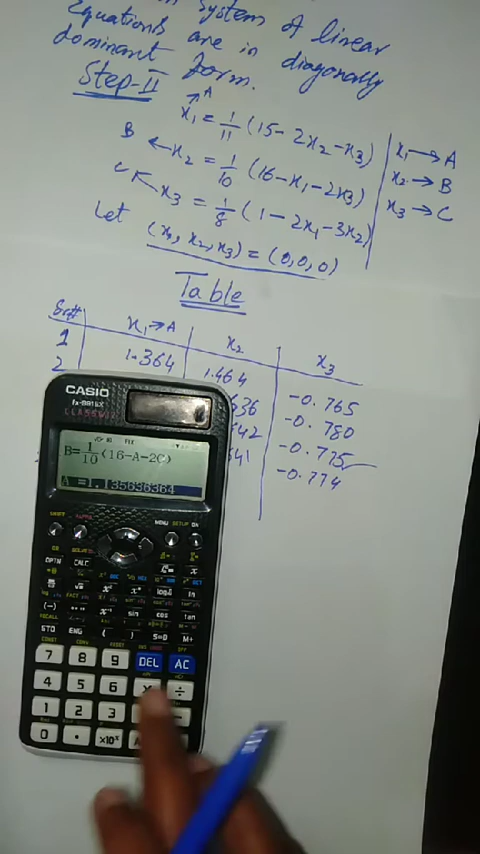 System of linear
Equations are in diagonally
dominant form.
Step-II
A
x₁ = 1/11 (15 - 2x₂ - x₃) x₁ → A
B ← x₂ = 1/10 (16 - x₁ - 2x₃) x₂ → B
C ← x₃ = 1/8 (1 - 2x₁ - 3x₂) x₃ → C
Let (x₁, x₂, x₃) = (0,0,0)
Table
Sr# x₁→A x₂ x₃
1 1.364 1.464 -0.765
2 636 -0.780
642 -0.775
641 -0.774
CASIO
fx-991EX
CLASSWIZ
B=1/10(16-A-2C)
A =1.135636364
MENU SETUP ON
OPTN CALC
sin cos tan
STO ENG ( ) S⇔D M+
7 8 9 DEL AC
4 5 6 × ÷
1 2 3 −
0 • ×10ˣ